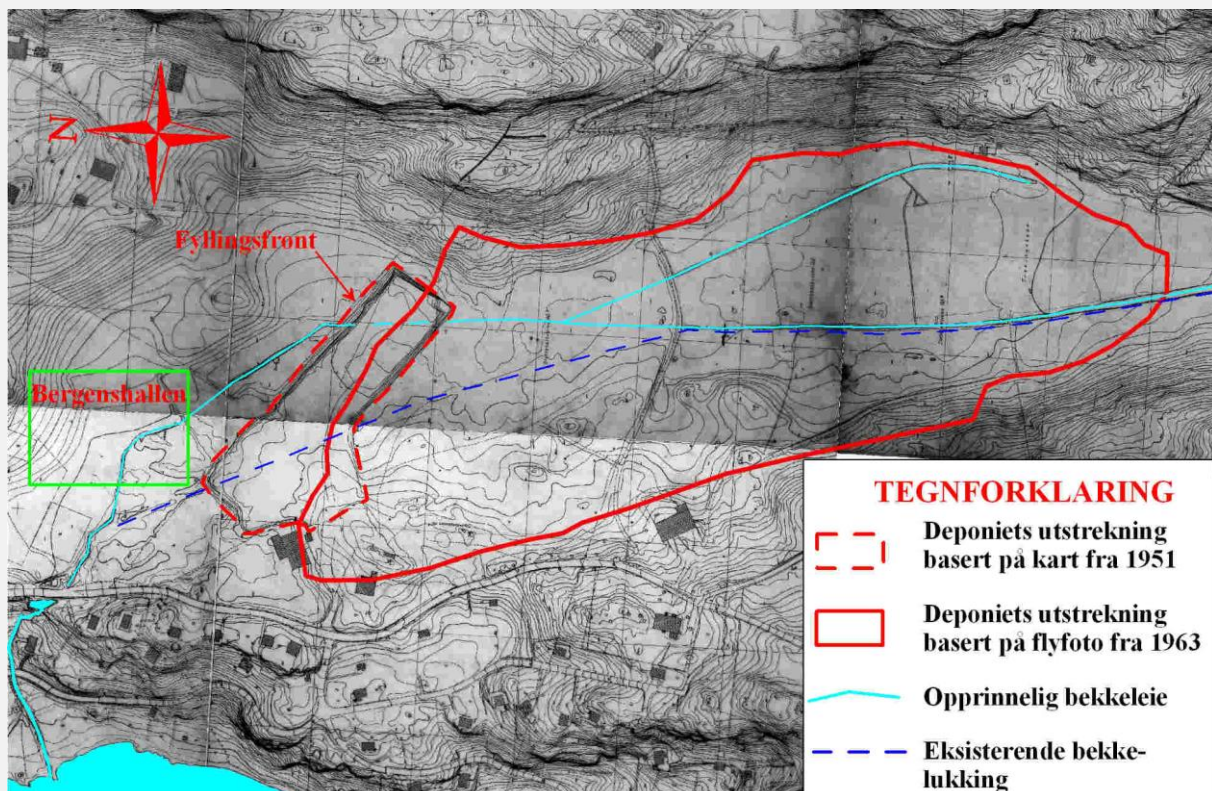 N
Fyllingsfront
Bergenshallen
TEGNFORKLARING
Deponiets utstrekning
basert på kart fra 1951
Deponiets utstrekning
basert på flyfoto fra 1963
Opprinnelig bekkeleie
Eksisterende bekke-
lukking